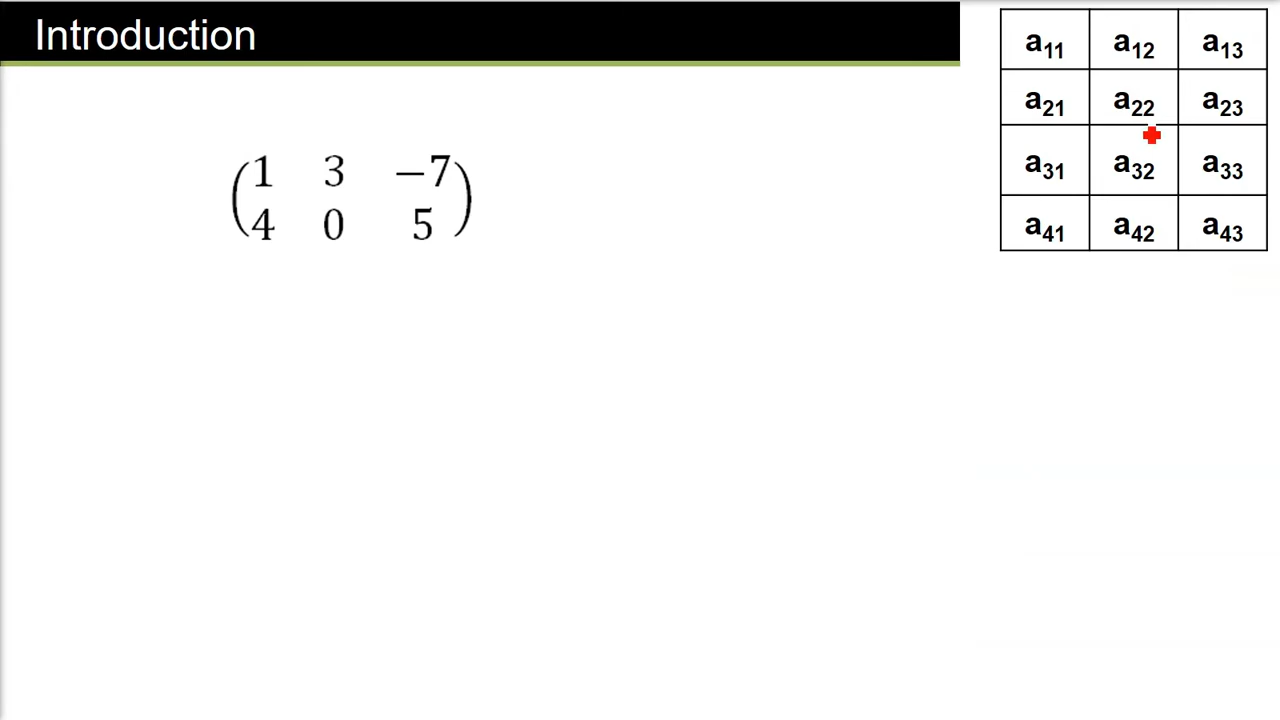 Introduction
1 3 −7
4 0 5
a11 a12 a13
a21 a22 a23
a31 a32 a33
a41 a42 a43